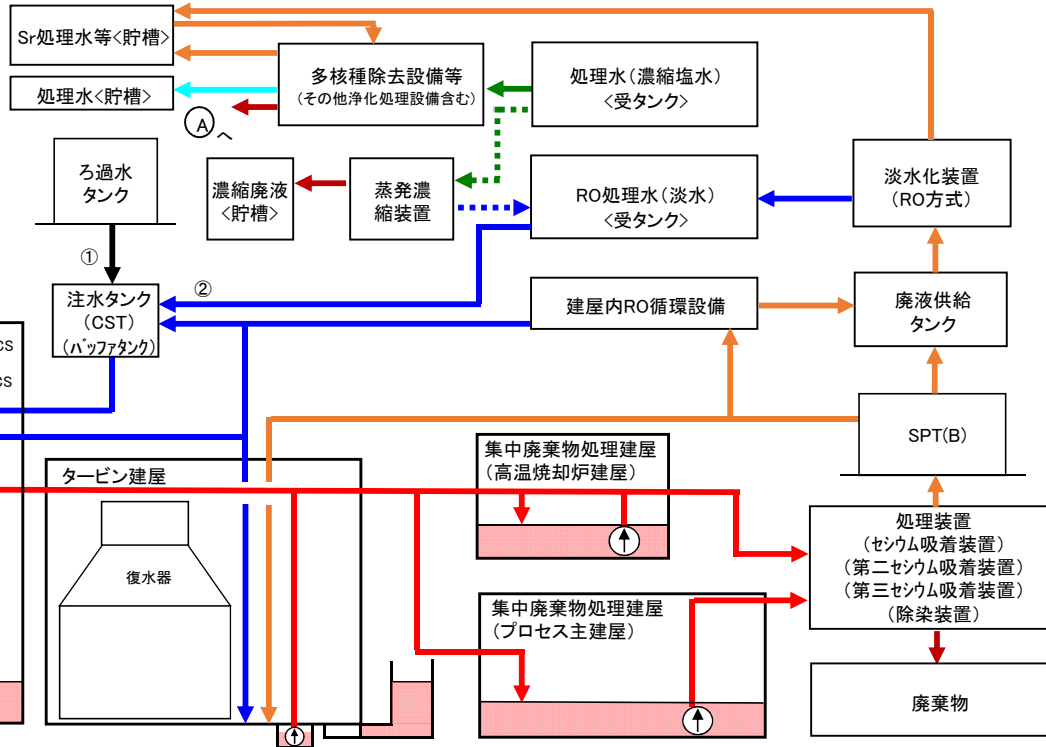 Sr処理水等<貯槽>
処理水<貯槽>
多核種除去設備等
(その他浄化処理設備含む)
処理水(濃縮塩水)
<受タンク>
Aへ
ろ過水
タンク
濃縮廃液
<貯槽>
蒸発濃
縮装置
RO処理水(淡水)
<受タンク>
淡水化装置
(RO方式)
①
②
注水タンク
(CST)
(バッファタンク)
建屋内RO循環設備
廃液供給
タンク
CS
CS
SPT(B)
タービン建屋
復水器
集中廃棄物処理建屋
(高温焼却炉建屋)
集中廃棄物処理建屋
(プロセス主建屋)
処理装置
(セシウム吸着装置)
(第二セシウム吸着装置)
(第三セシウム吸着装置)
(除染装置)
廃棄物